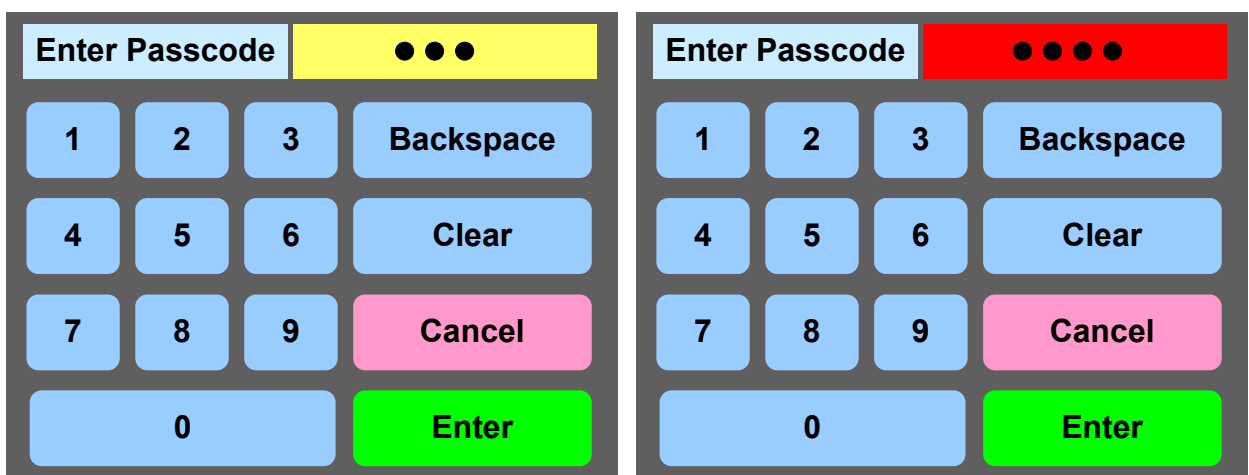 Enter Passcode ●●●
1 2 3 Backspace
4 5 6 Clear
7 8 9 Cancel
0 Enter
Enter Passcode ●●●●
1 2 3 Backspace
4 5 6 Clear
7 8 9 Cancel
0 Enter